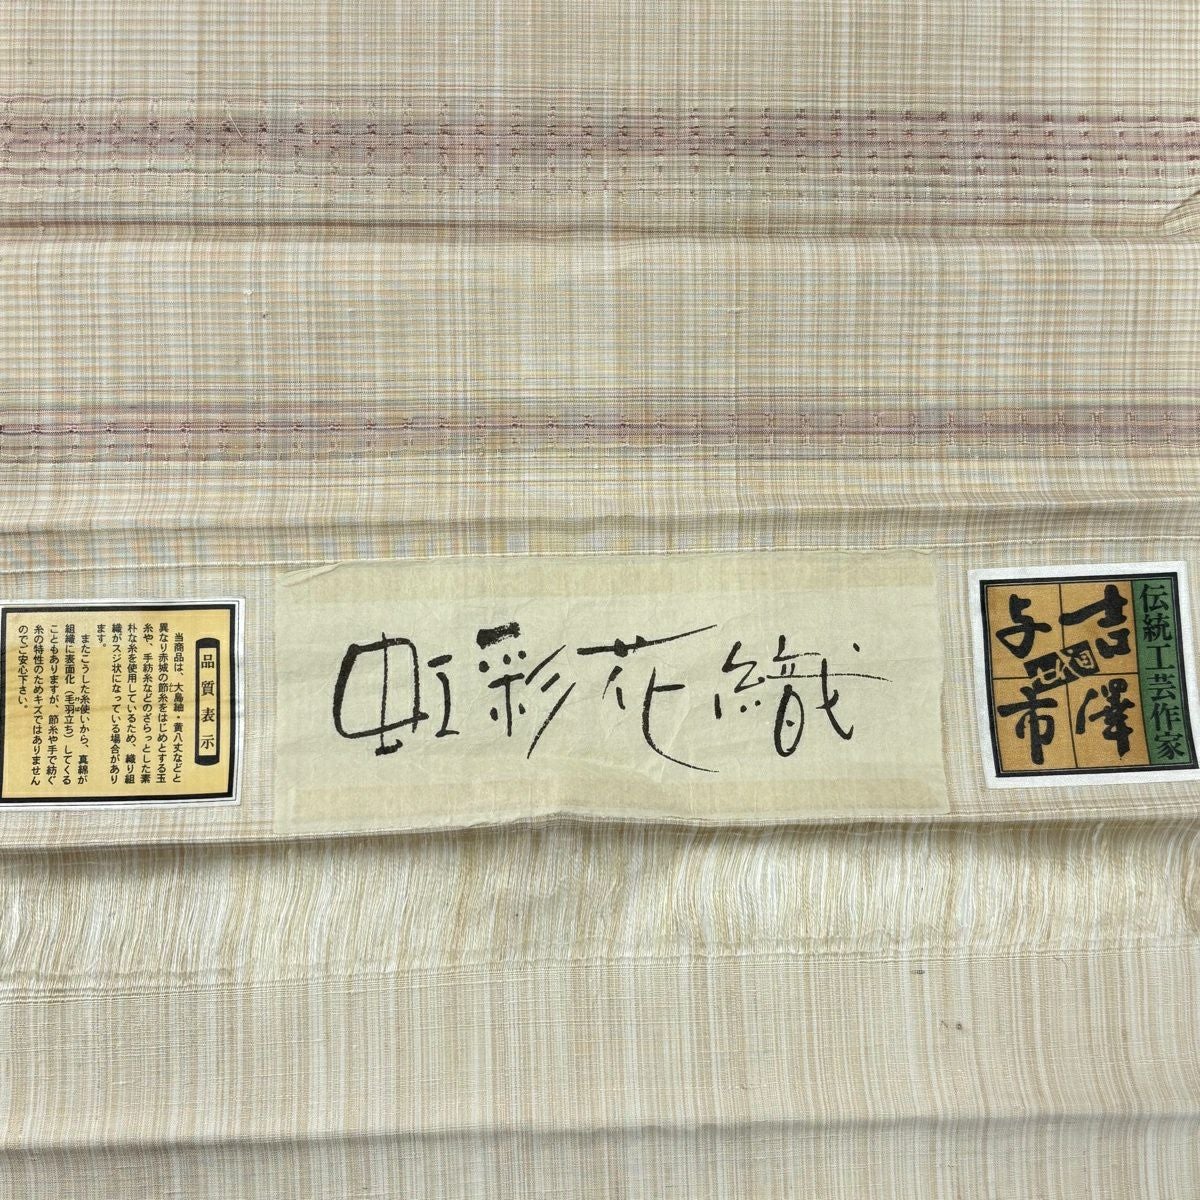 虹彩花織
伝統工芸作家
吉澤
与市
二代目
品質表示
当商品は、大島紬・黄八丈などと
異なり赤城の節糸をはじめとする玉
糸や、手紡糸などのざらっとした素
朴な糸を使用しているため、織り組
織がスジ状になっている場合があり
ます。
またこうした糸使いから、真綿が
組織に表面化(毛羽立ち)してくる
こともありますが、節糸や手で紡ぐ
糸の特性のためキズではありません
のでご安心下さい。